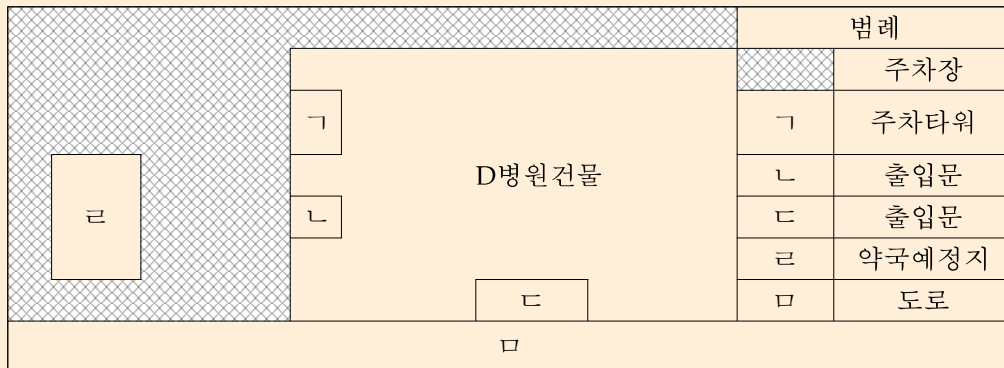 범례
주차장
ㄱ ㄱ 주차타워
D병원건물
ㄴ 출입문
ㄹ ㄴ ㄷ 출입문
ㄹ 약국예정지
ㄷ ㅁ 도로
ㅁ